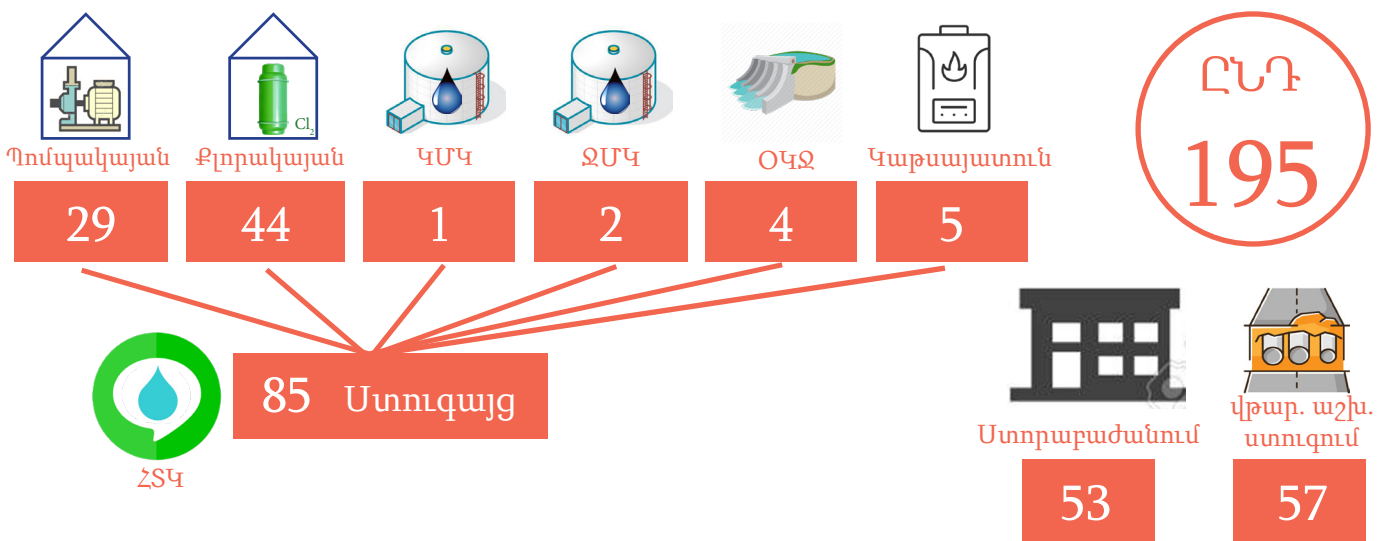 Պոմպակայան
Քլորակայան
ԿՄԿ
ՋՄԿ
ՕԿՋ
Կաթսայատուն
29
44
1
2
4
5
Cl2
ԸՆԴ
195
85 Ստուգայց
ՀՏԿ
Ստորաբաժանում
53
վթար. աշխ.
ստուգում
57